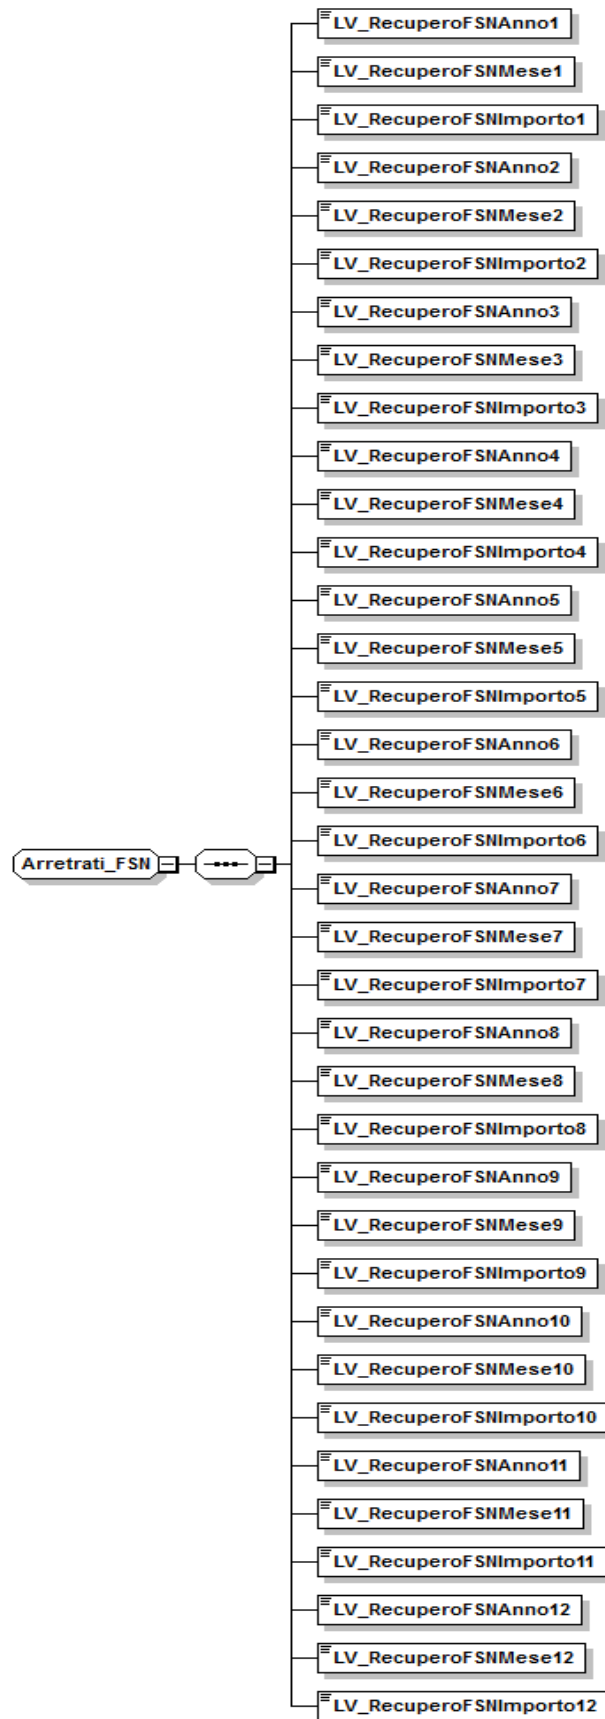 LV_RecuperoFSNAnno1
LV_RecuperoFSNMese1
LV_RecuperoFSNImporto1
LV_RecuperoFSNAnno2
LV_RecuperoFSNMese2
LV_RecuperoFSNImporto2
LV_RecuperoFSNAnno3
LV_RecuperoFSNMese3
LV_RecuperoFSNImporto3
LV_RecuperoFSNAnno4
LV_RecuperoFSNMese4
LV_RecuperoFSNImporto4
LV_RecuperoFSNAnno5
LV_RecuperoFSNMese5
LV_RecuperoFSNImporto5
LV_RecuperoFSNAnno6
LV_RecuperoFSNMese6
LV_RecuperoFSNImporto6
Arretrati_FSN
LV_RecuperoFSNAnno7
LV_RecuperoFSNMese7
LV_RecuperoFSNImporto7
LV_RecuperoFSNAnno8
LV_RecuperoFSNMese8
LV_RecuperoFSNImporto8
LV_RecuperoFSNAnno9
LV_RecuperoFSNMese9
LV_RecuperoFSNImporto9
LV_RecuperoFSNAnno10
LV_RecuperoFSNMese10
LV_RecuperoFSNImporto10
LV_RecuperoFSNAnno11
LV_RecuperoFSNMese11
LV_RecuperoFSNImporto11
LV_RecuperoFSNAnno12
LV_RecuperoFSNMese12
LV_RecuperoFSNImporto12